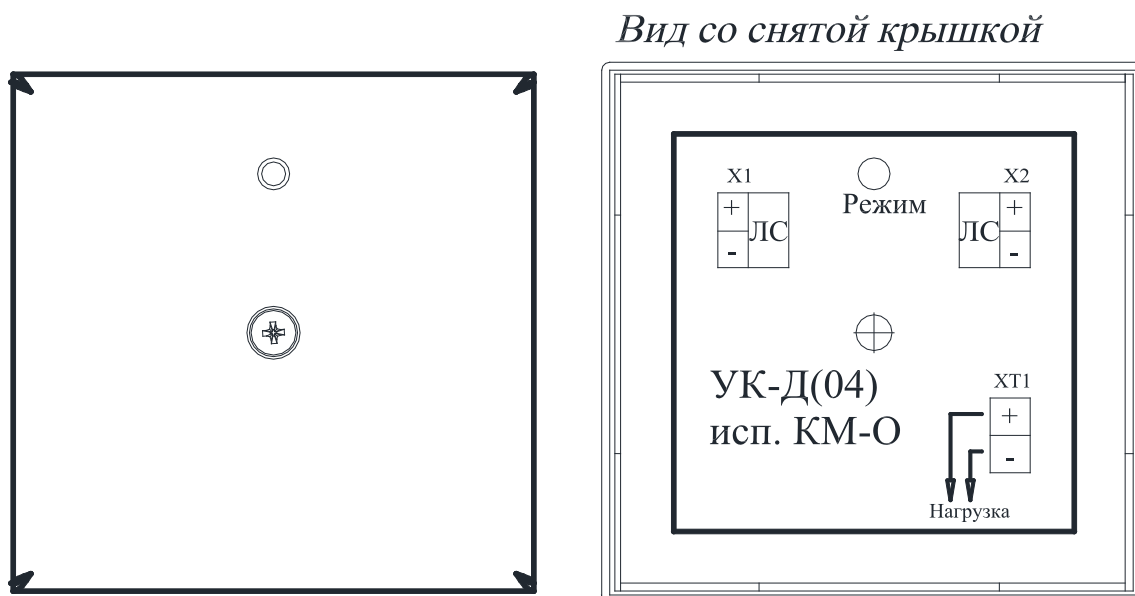 Вид со снятой крышкой
X1
X2
Режим
+
ЛС
-
ЛС
+
-
УК-Д(04)
исп. КМ-О
XT1
+
-
Нагрузка